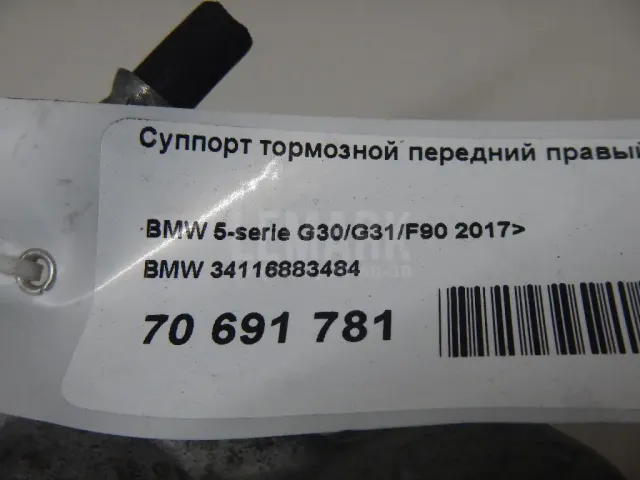 Суппорт тормозной передний правый
BMW 5-serie G30/G31/F90 2017>
BMW 34116883484
70 691 781